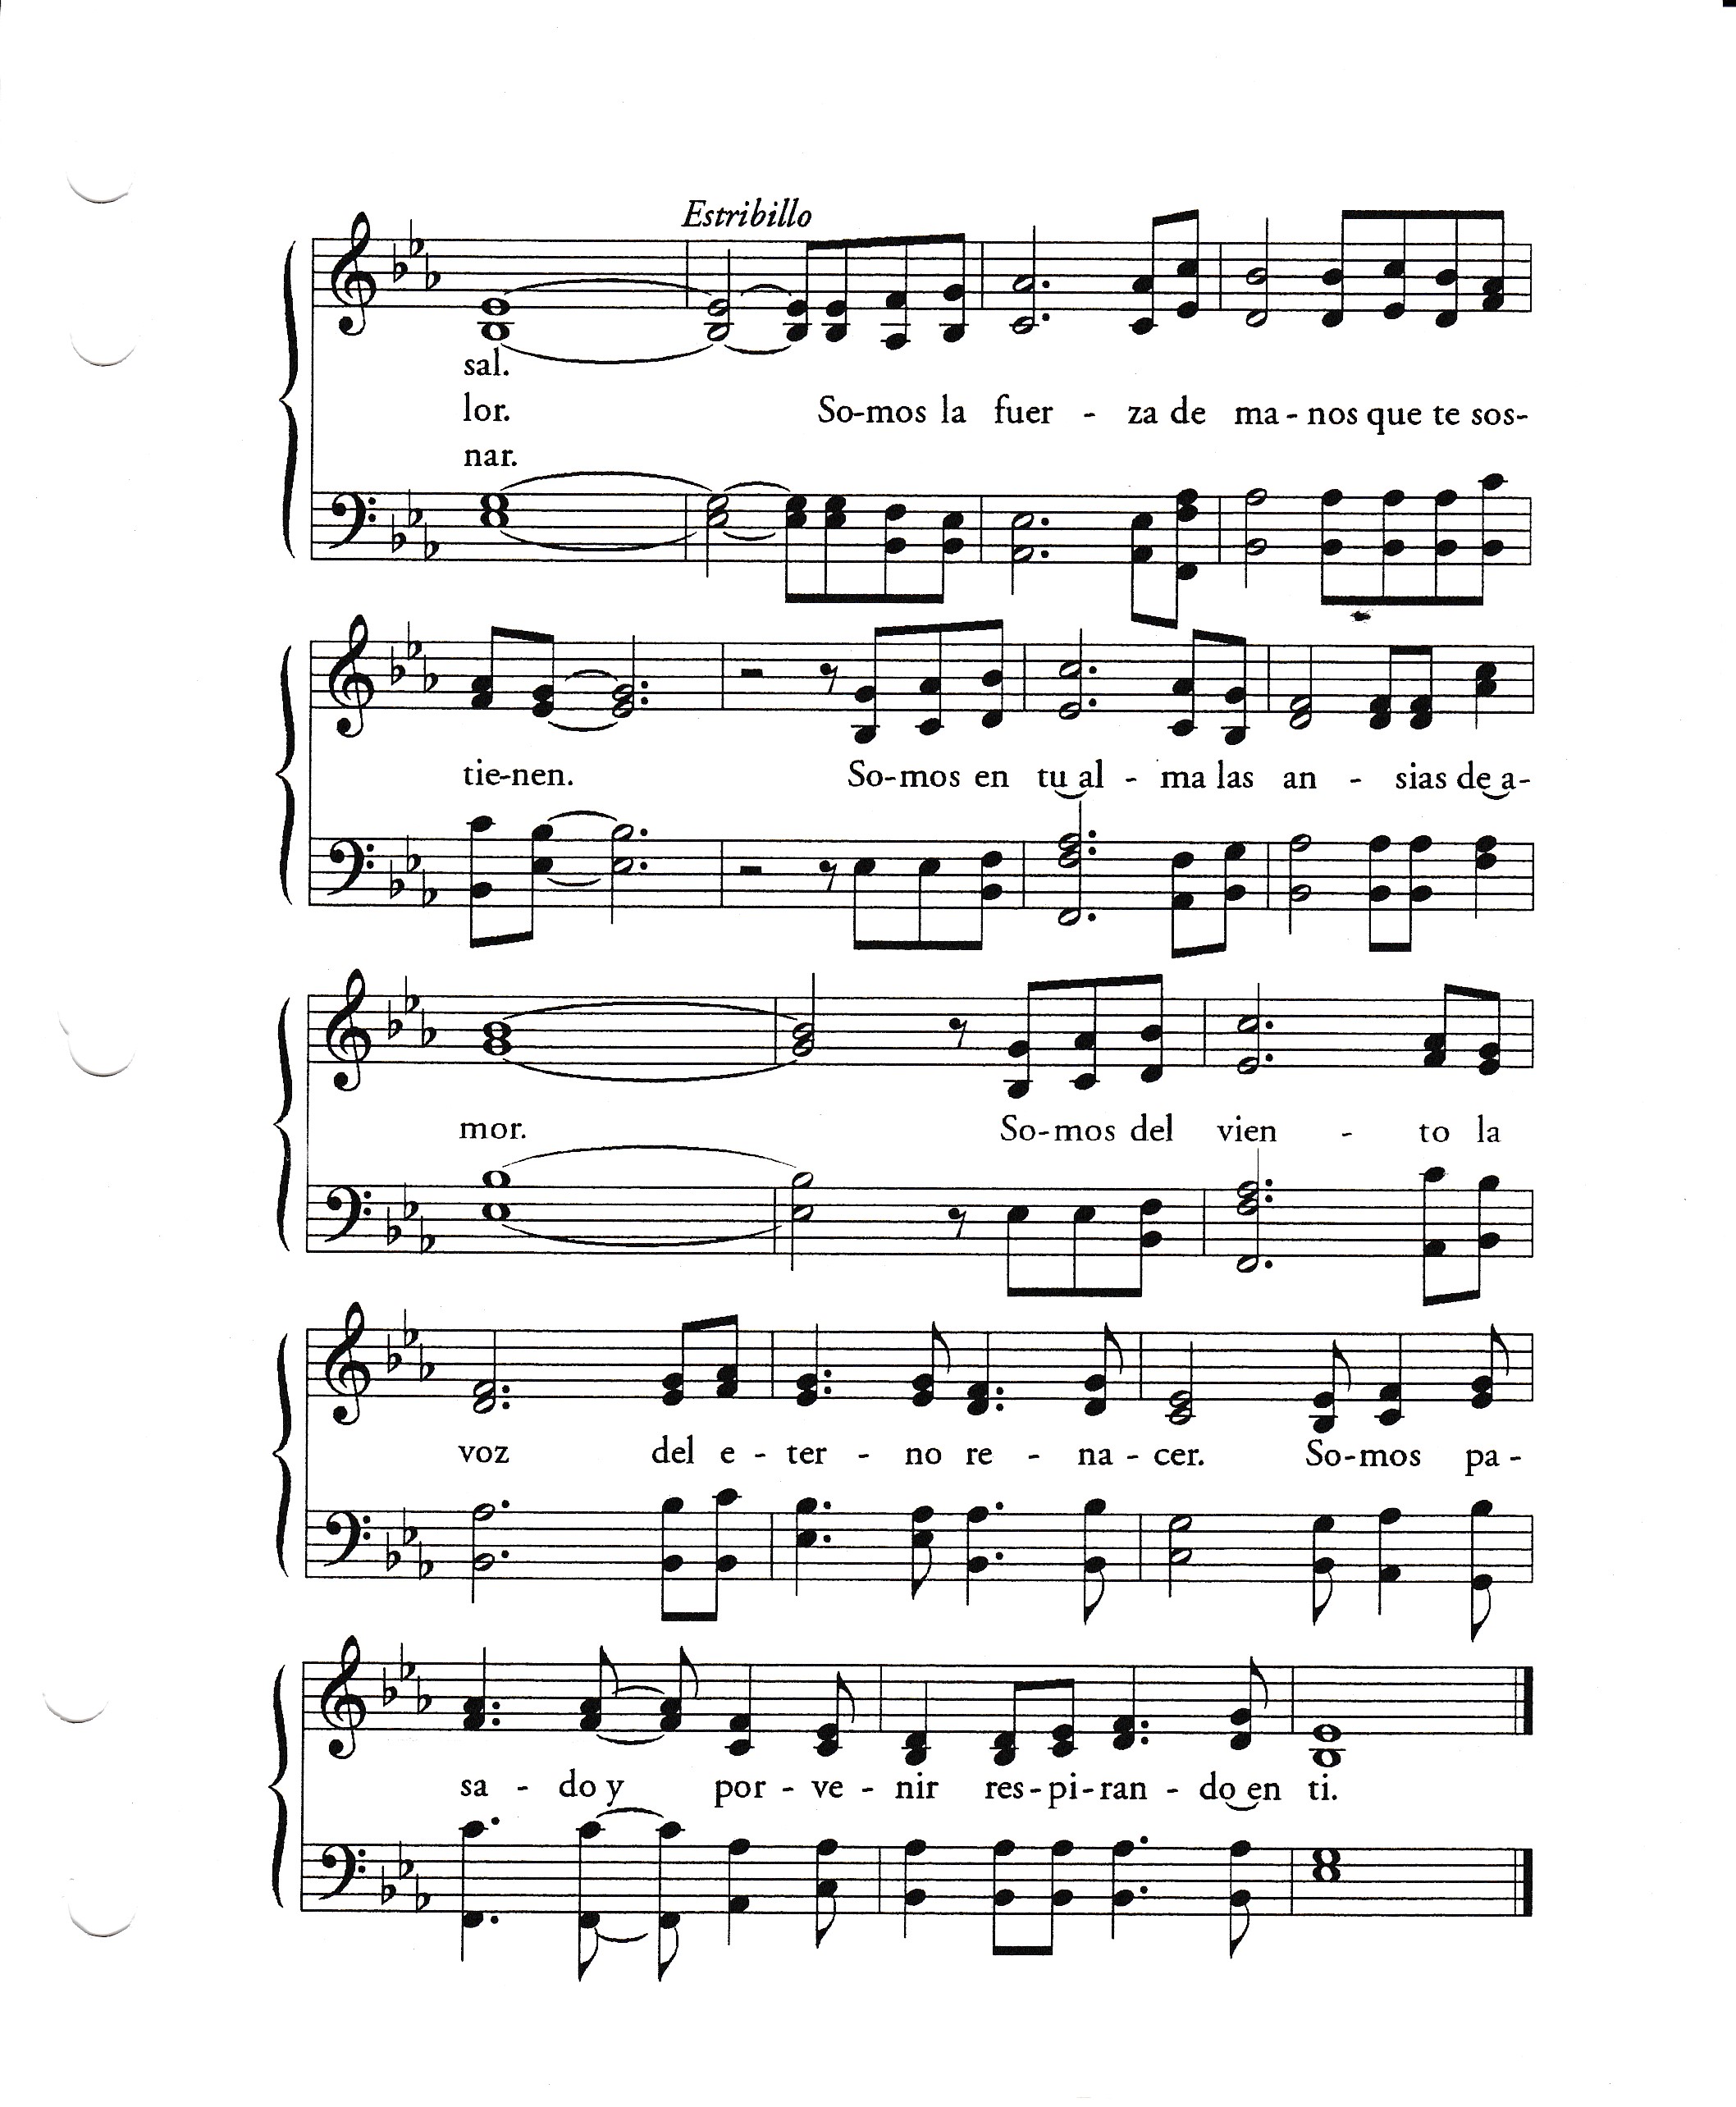 Estribillo
sal.
lor. So-mos la fuer - za de ma - nos que te sos-
nar.
tie-nen. So-mos en tu al - ma las an - sias de a-
mor. So-mos del vien - to la
voz del e - ter - no re - na - cer. So-mos pa -
sa - do y por - ve - nir res - pi - ran - do en ti.